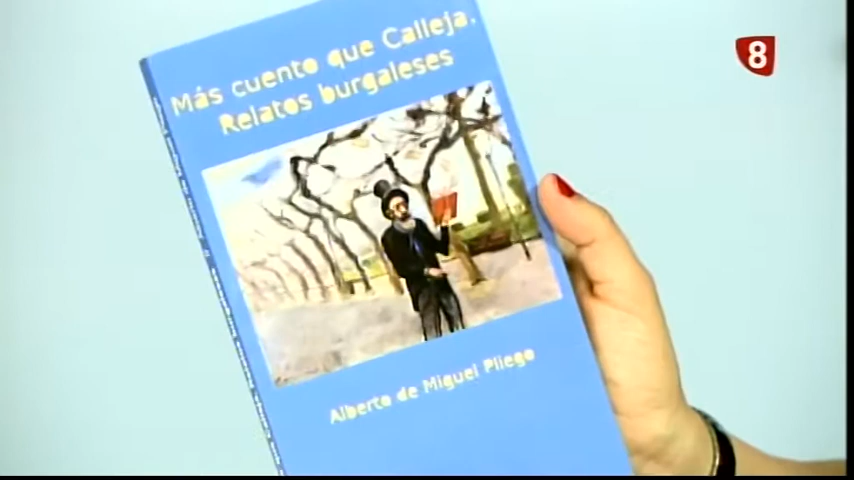 Más cuento que Calleja.
Relatos burgaleses
Alberto de Miguel Pliego
8